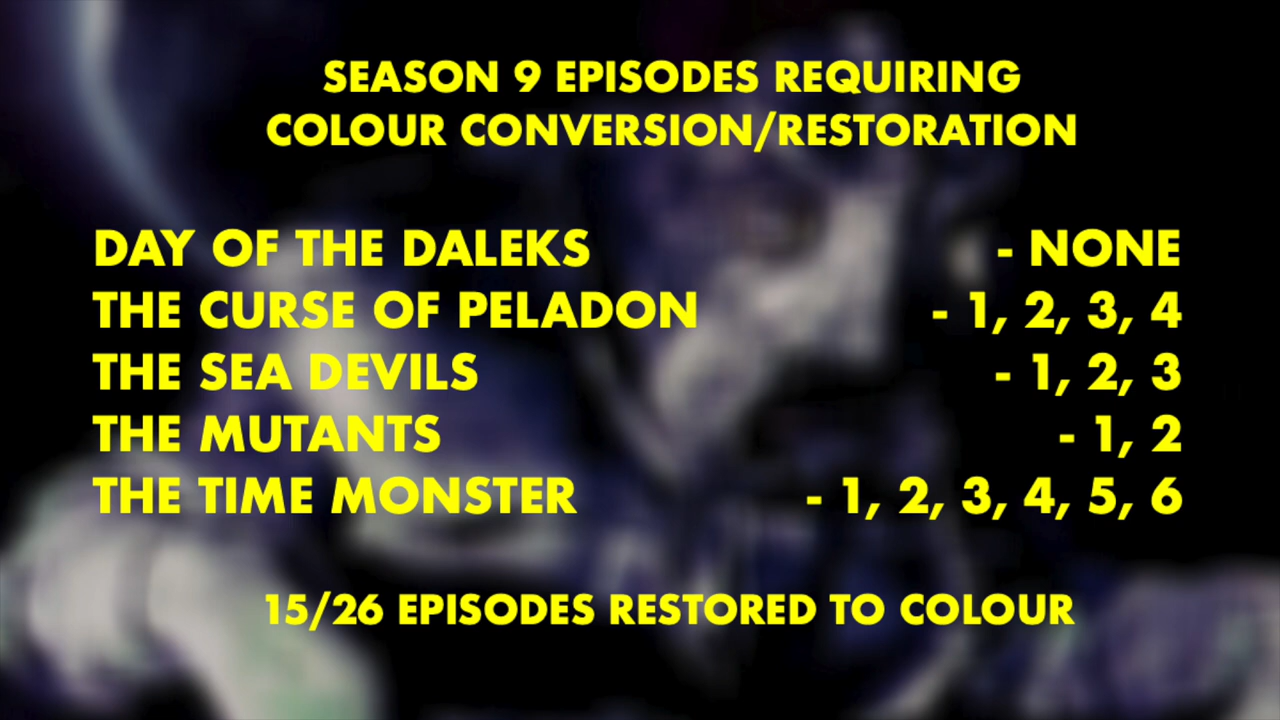 SEASON 9 EPISODES REQUIRING
COLOUR CONVERSION/RESTORATION
DAY OF THE DALEKS - NONE
THE CURSE OF PELADON - 1, 2, 3, 4
THE SEA DEVILS - 1, 2, 3
THE MUTANTS - 1, 2
THE TIME MONSTER - 1, 2, 3, 4, 5, 6
15/26 EPISODES RESTORED TO COLOUR